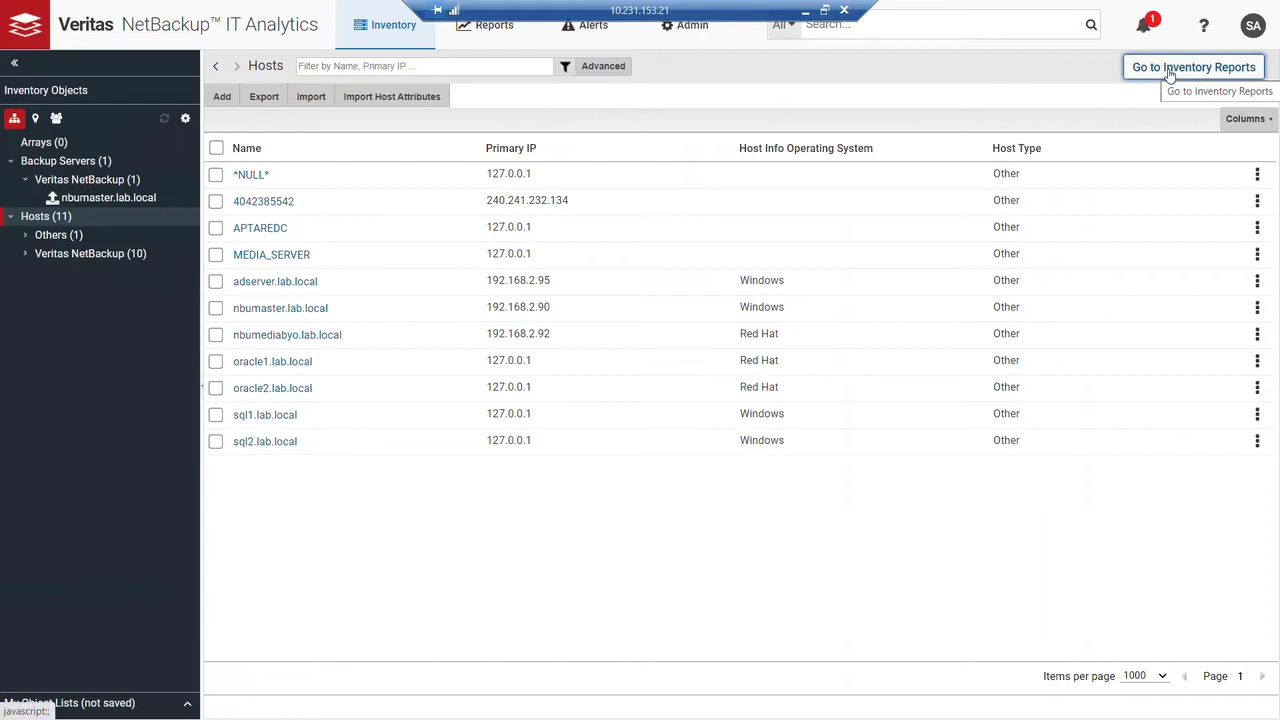 10.231.153.21
Veritas NetBackup™ IT Analytics
Inventory
Reports
Alerts
Admin
All
Search...
1
?
SA
«
Inventory Objects
Arrays (0)
Backup Servers (1)
Veritas NetBackup (1)
nbumaster.lab.local
Hosts (11)
Others (1)
Veritas NetBackup (10)
Hosts
Filter by Name, Primary IP ...
Advanced
Go to Inventory Reports
Go to Inventory Reports
Add Export Import Import Host Attributes
Columns
Name Primary IP Host Info Operating System Host Type
*NULL* 127.0.0.1 Other
4042385542 240.241.232.134 Other
APTAREDC 127.0.0.1 Other
MEDIA_SERVER 127.0.0.1 Other
adserver.lab.local 192.168.2.95 Windows Other
nbumaster.lab.local 192.168.2.90 Windows Other
nbumediabyo.lab.local 192.168.2.92 Red Hat Other
oracle1.lab.local 127.0.0.1 Red Hat Other
oracle2.lab.local 127.0.0.1 Red Hat Other
sql1.lab.local 127.0.0.1 Windows Other
sql2.lab.local 127.0.0.1 Windows Other
Items per page 1000 Page 1
Lists (not saved)
javascript:;